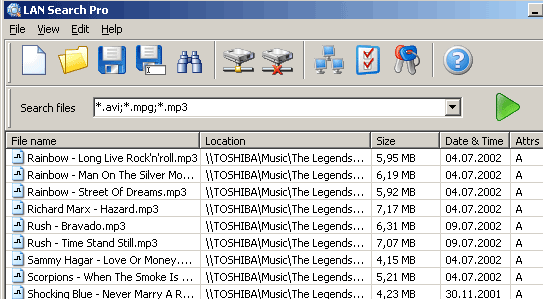 LAN Search Pro
File View Edit Help
Search files *.avi;*.mpg;*.mp3
File name Location Size Date & Time Attrs
Rainbow - Long Live Rock'n'roll.mp3 \\TOSHIBA\Music\The Legends... 5,95 MB 04.07.2002 A
Rainbow - Man On The Silver Mo... \\TOSHIBA\Music\The Legends... 6,19 MB 04.07.2002 A
Rainbow - Street Of Dreams.mp3 \\TOSHIBA\Music\The Legends... 5,92 MB 04.07.2002 A
Richard Marx - Hazard.mp3 \\TOSHIBA\Music\The Legends... 7,17 MB 04.07.2002 A
Rush - Bravado.mp3 \\TOSHIBA\Music\The Legends... 6,31 MB 09.07.2002 A
Rush - Time Stand Still.mp3 \\TOSHIBA\Music\The Legends... 7,07 MB 09.07.2002 A
Sammy Hagar - Love Or Money.... \\TOSHIBA\Music\The Legends... 4,15 MB 04.07.2002 A
Scorpions - When The Smoke Is ... \\TOSHIBA\Music\The Legends... 5,21 MB 04.07.2002 A
Shocking Blue - Never Marry A R... \\TOSHIBA\Music\The Legends... 4,23 MB 30.11.2001 A